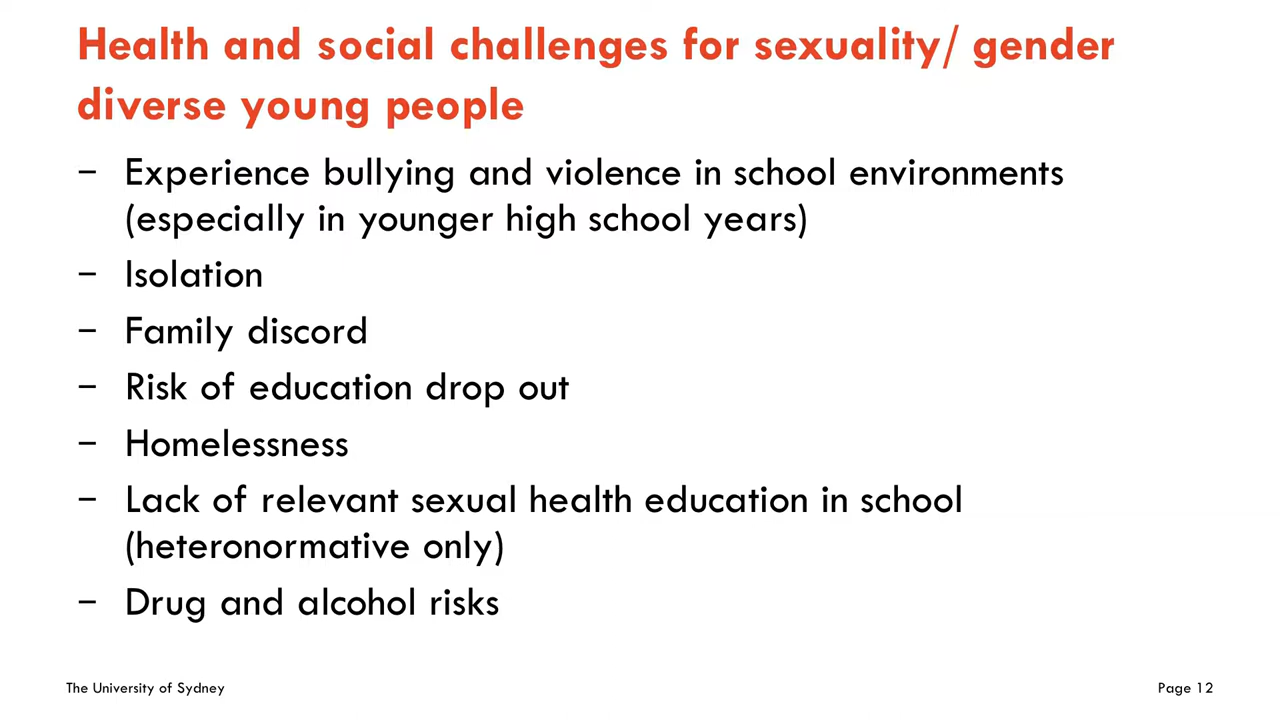 Health and social challenges for sexuality/ gender
diverse young people
– Experience bullying and violence in school environments
(especially in younger high school years)
– Isolation
– Family discord
– Risk of education drop out
– Homelessness
– Lack of relevant sexual health education in school
(heteronormative only)
– Drug and alcohol risks
The University of Sydney
Page 12